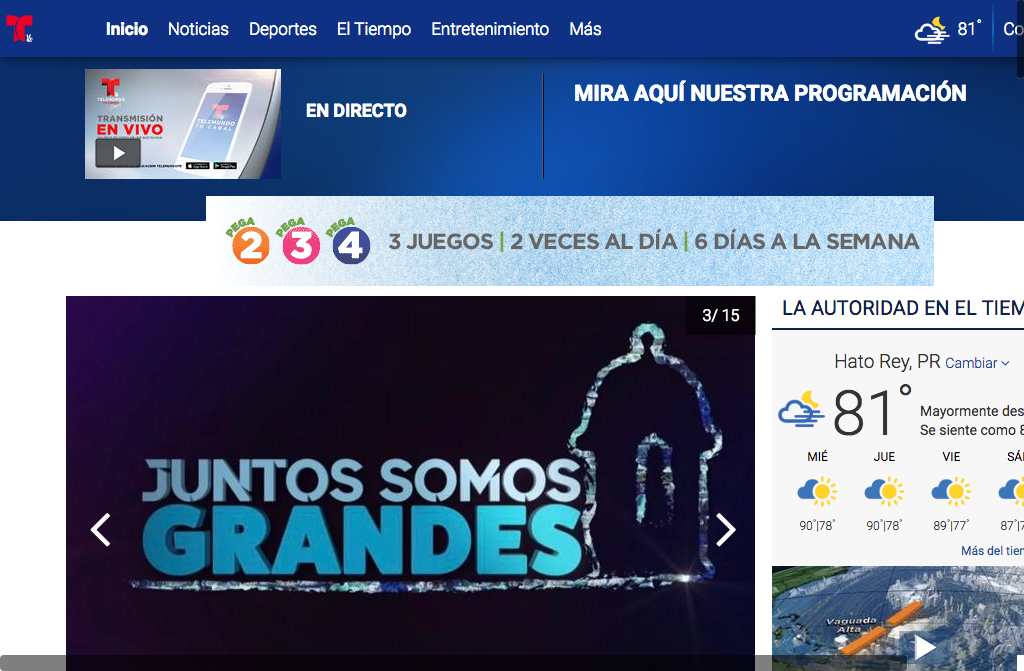 Inicio Noticias Deportes El Tiempo Entretenimiento Más
81°
TELEMUNDO
TRANSMISIÓN
EN VIVO
TELEMUNDO
TU CANAL
EN DIRECTO
MIRA AQUÍ NUESTRA PROGRAMACIÓN
PEGA 2 PEGA 3 PEGA 4
3 JUEGOS | 2 VECES AL DÍA | 6 DÍAS A LA SEMANA
3/ 15
JUNTOS SOMOS
GRANDES
LA AUTORIDAD EN EL TIEM
Hato Rey, PR Cambiar
81°
Mayormente des
Se siente como 8
MIÉ JUE VIE SÁ
90°|78° 90°|78° 89°|77° 87°|7
Más del tien
Vaguada
Alta